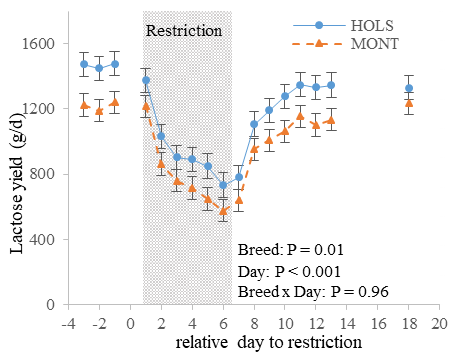 Restriction
HOLS
MONT
Lactose yield (g/d)
1600
1200
800
400
0
Breed: P = 0.01
Day: P < 0.001
Breed x Day: P = 0.96
-4 -2 0 2 4 6 8 10 12 14 16 18 20
relative day to restriction